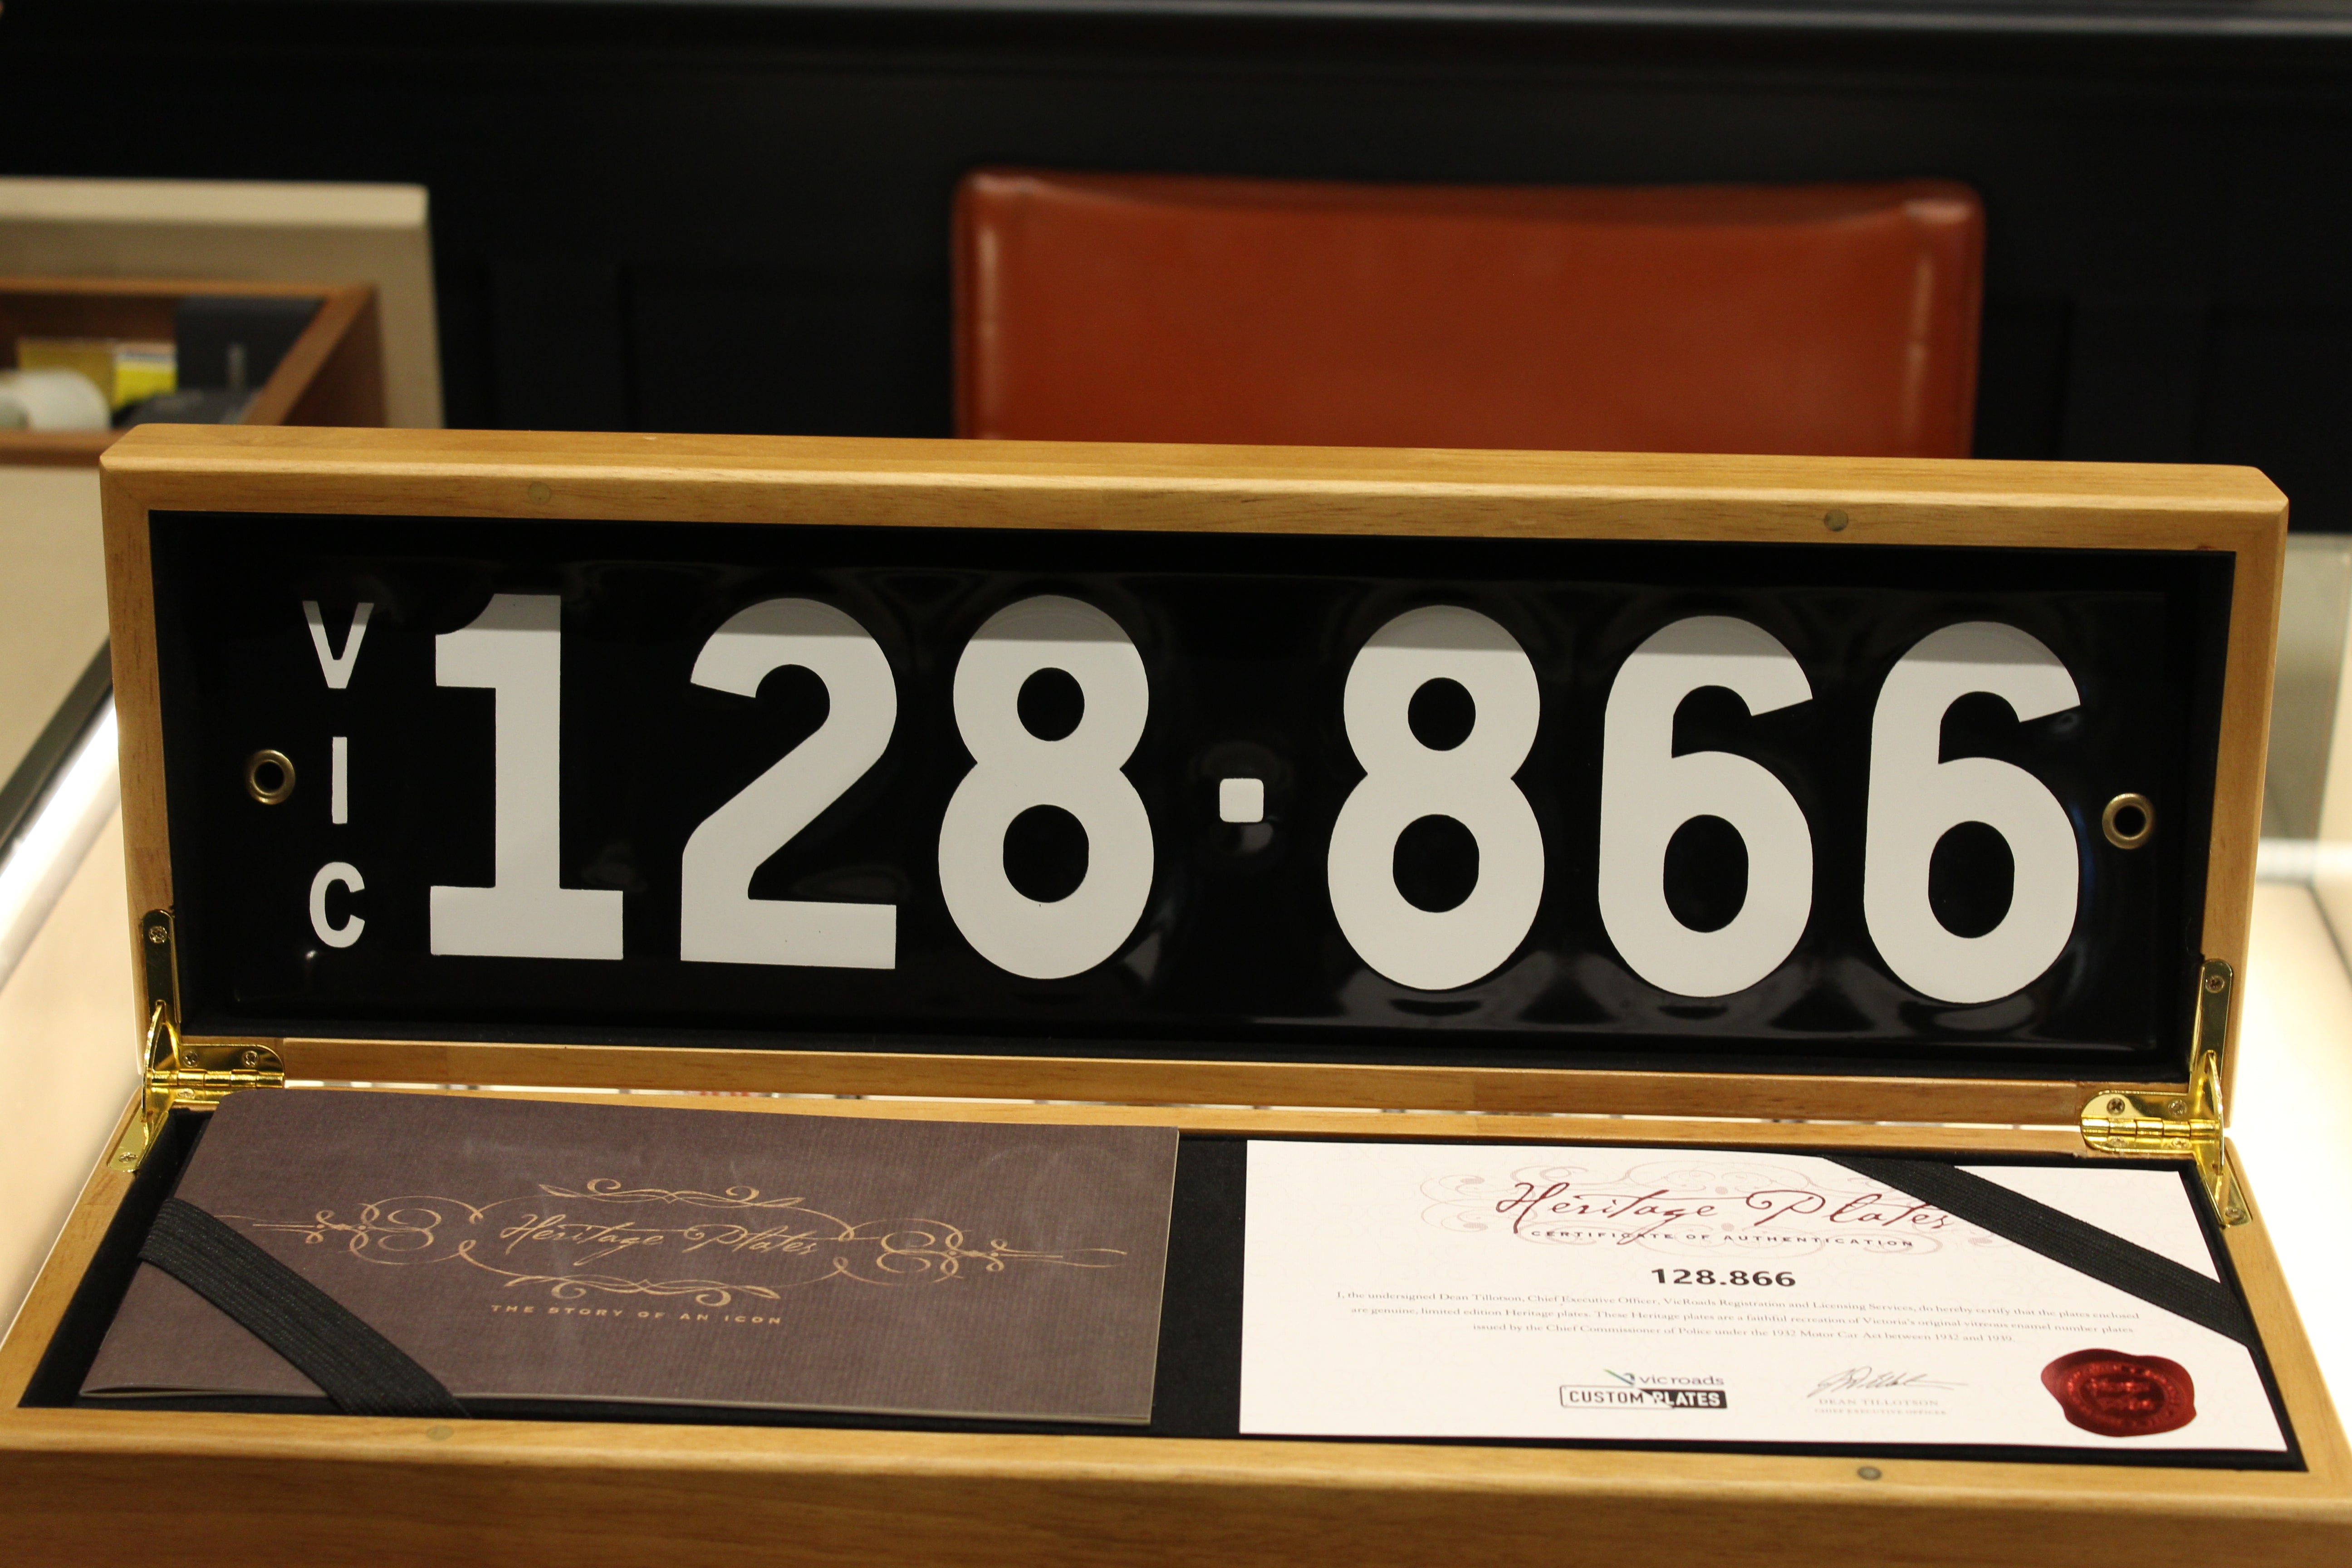 VIC
128·866
Heritage Plates
THE STORY OF AN ICON
Heritage Plates
CERTIFICATE OF AUTHENTICATION
128.866
I, the undersigned Dean Tillotson, Chief Executive Officer, VicRoads Registration and Licensing Services, do hereby certify that the plates enclosed
are genuine, limited edition Heritage plates. These Heritage plates are a faithful recreation of Victoria's original vitreous enamel number plates
issued by the Chief Commissioner of Police under the 1932 Motor Car Act between 1932 and 1939.
vicroads
CUSTOM PLATES
DEAN TILLOTSON
CHIEF EXECUTIVE OFFICER